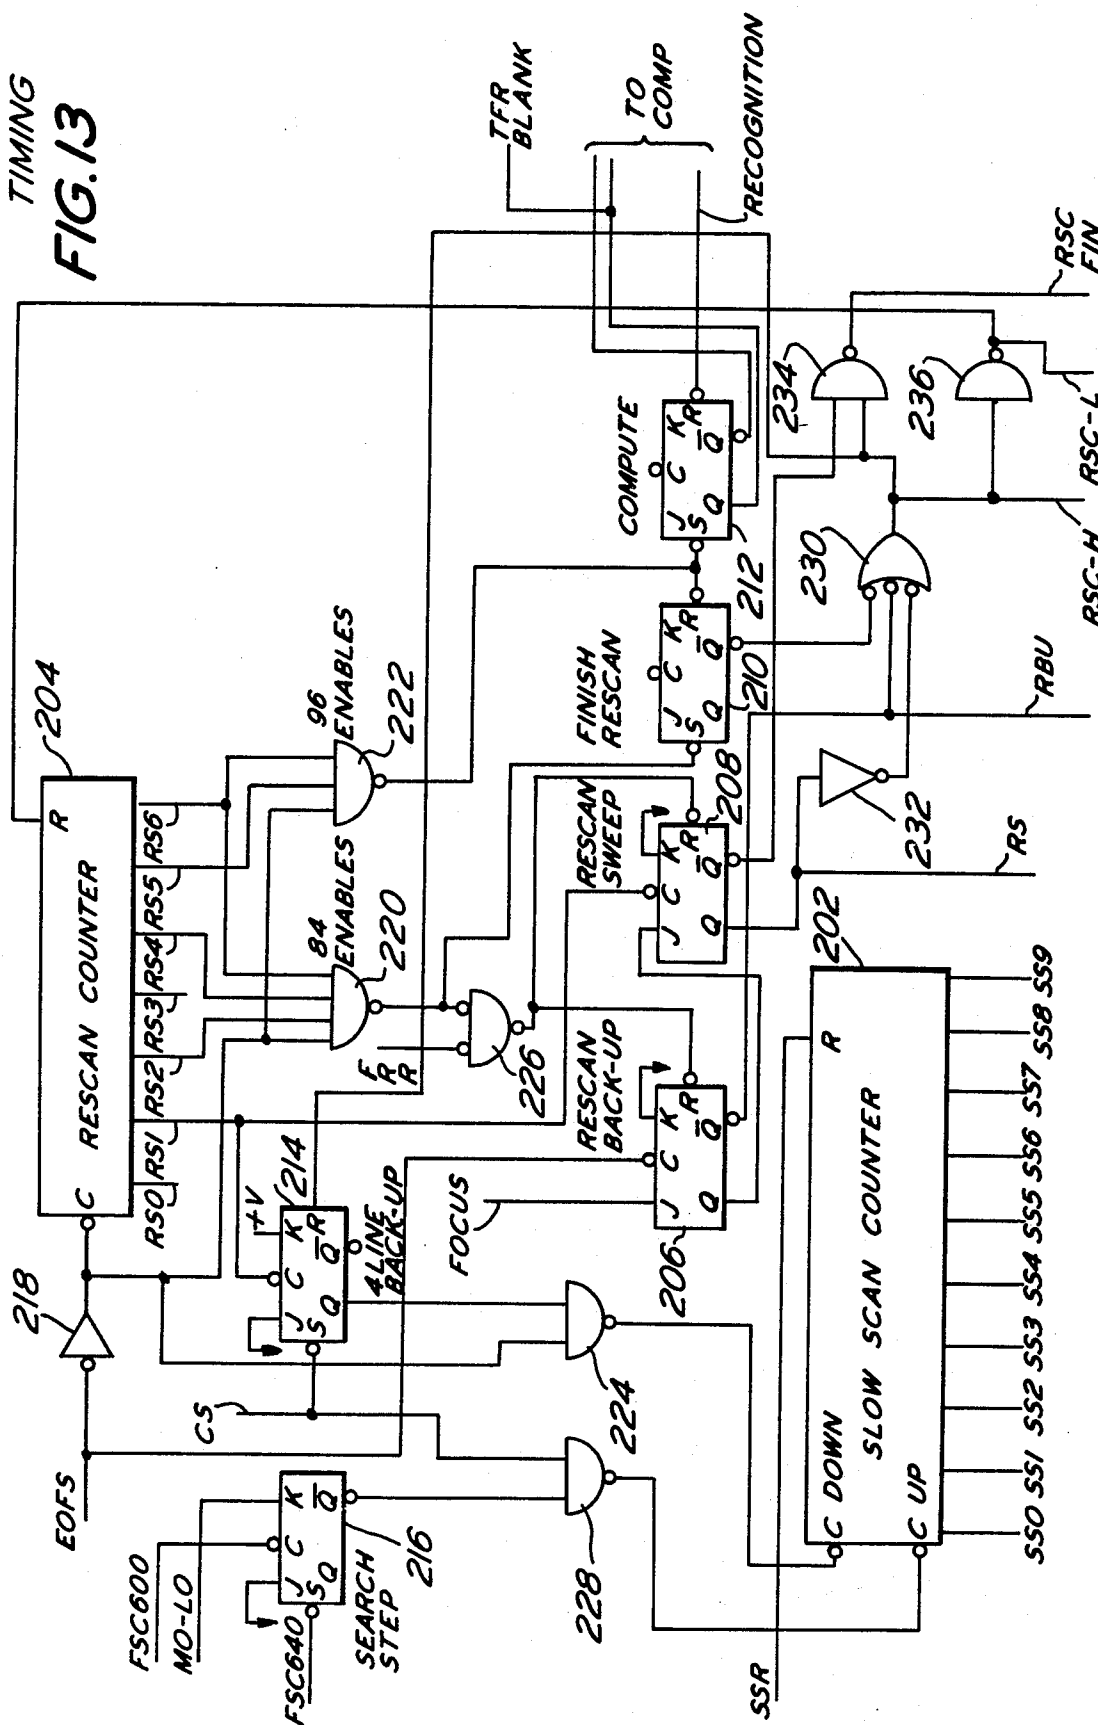 TIMING
FIG.13
204
RESCAN COUNTER
C
R
RS0
RS1
RS2
RS3
RS4
RS5
RS6
218
EOFS
CS
96
ENABLES
222
84
ENABLES
220
F
R
R
226
+V
214
J
C
K
S
Q
Q
R
4 LINE
BACK-UP
FSC600
MO-LO
FSC640
J
C
K
S
Q
Q
216
SEARCH
STEP
FOCUS
RESCAN
BACK-UP
J
C
K
R
Q
Q
206
RESCAN
SWEEP
J
C
K
R
Q
Q
208
FINISH
RESCAN
J
C
K
S
R
Q
Q
210
COMPUTE
J
C
K
S
R
Q
Q
212
TFR
BLANK
TO
COMP
RECOGNITION
224
228
230
232
234
236
RSC
FIN
RSC-L
RSC-H
RBU
RS
202
SSR
R
C DOWN
C UP
SLOW SCAN COUNTER
SS0
SS1
SS2
SS3
SS4
SS5
SS6
SS7
SS8
SS9